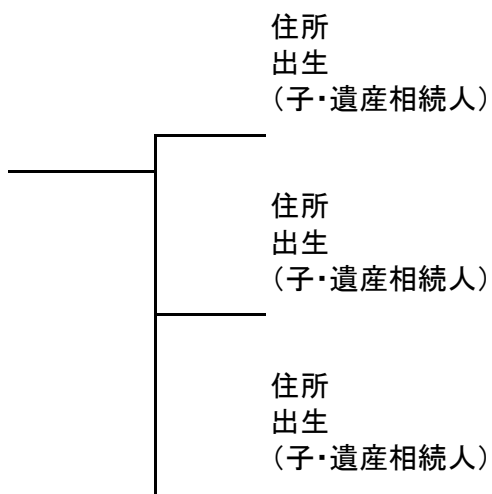 住所
出生
（子・遺産相続人）
住所
出生
（子・遺産相続人）
住所
出生
（子・遺産相続人）